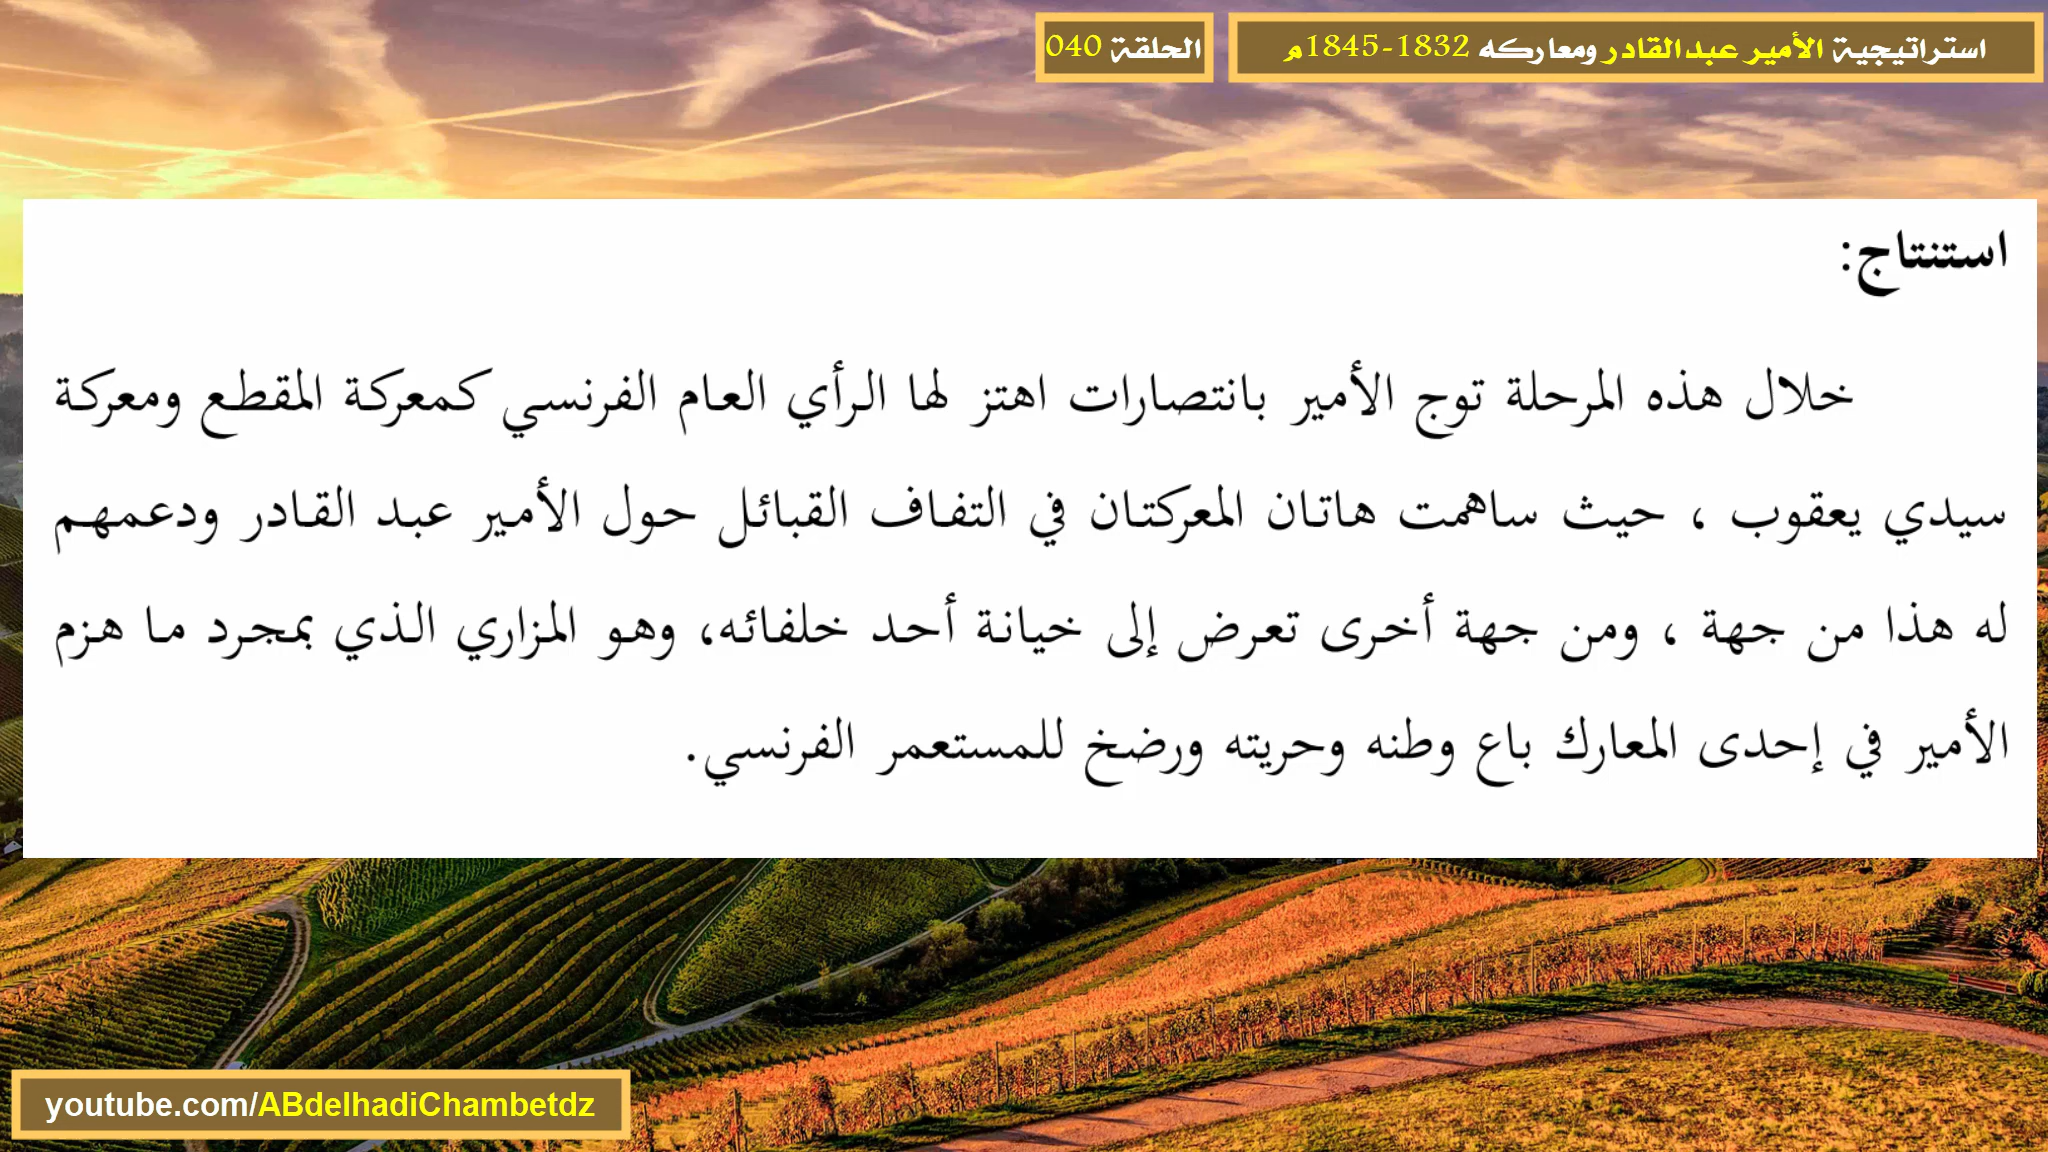 استراتيجية الأمير عبد القادر ومعاركه 1832-1845م
الحلقة 040
استنتاج:
خلال هذه المرحلة توج الأمير بانتصارات اهتز لها الرأي العام الفرنسي كمعركة المقطع ومعركة
سيدي يعقوب ، حيث ساهمت هاتان المعركتان في التفاف القبائل حول الأمير عبد القادر ودعمهم
له هذا من جهة ، ومن جهة أخرى تعرض إلى خيانة أحد خلفائه، وهو المزاري الذي بمجرد ما هزم
الأمير في إحدى المعارك باع وطنه وحريته ورضخ للمستعمر الفرنسي.
youtube.com/ABdelhadiChambetdz